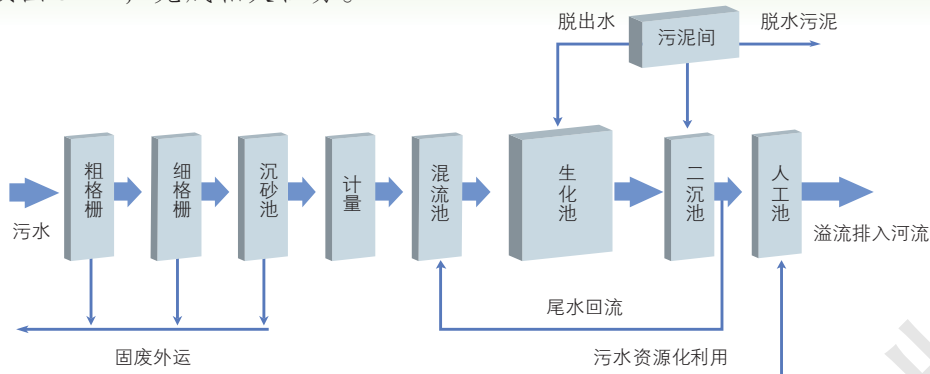 脱出水
污泥间
脱水污泥
粗格栅
细格栅
沉砂池
计量
混流池
生化池
二沉池
人工池
污水
溢流排入河流
尾水回流
固废外运
污水资源化利用